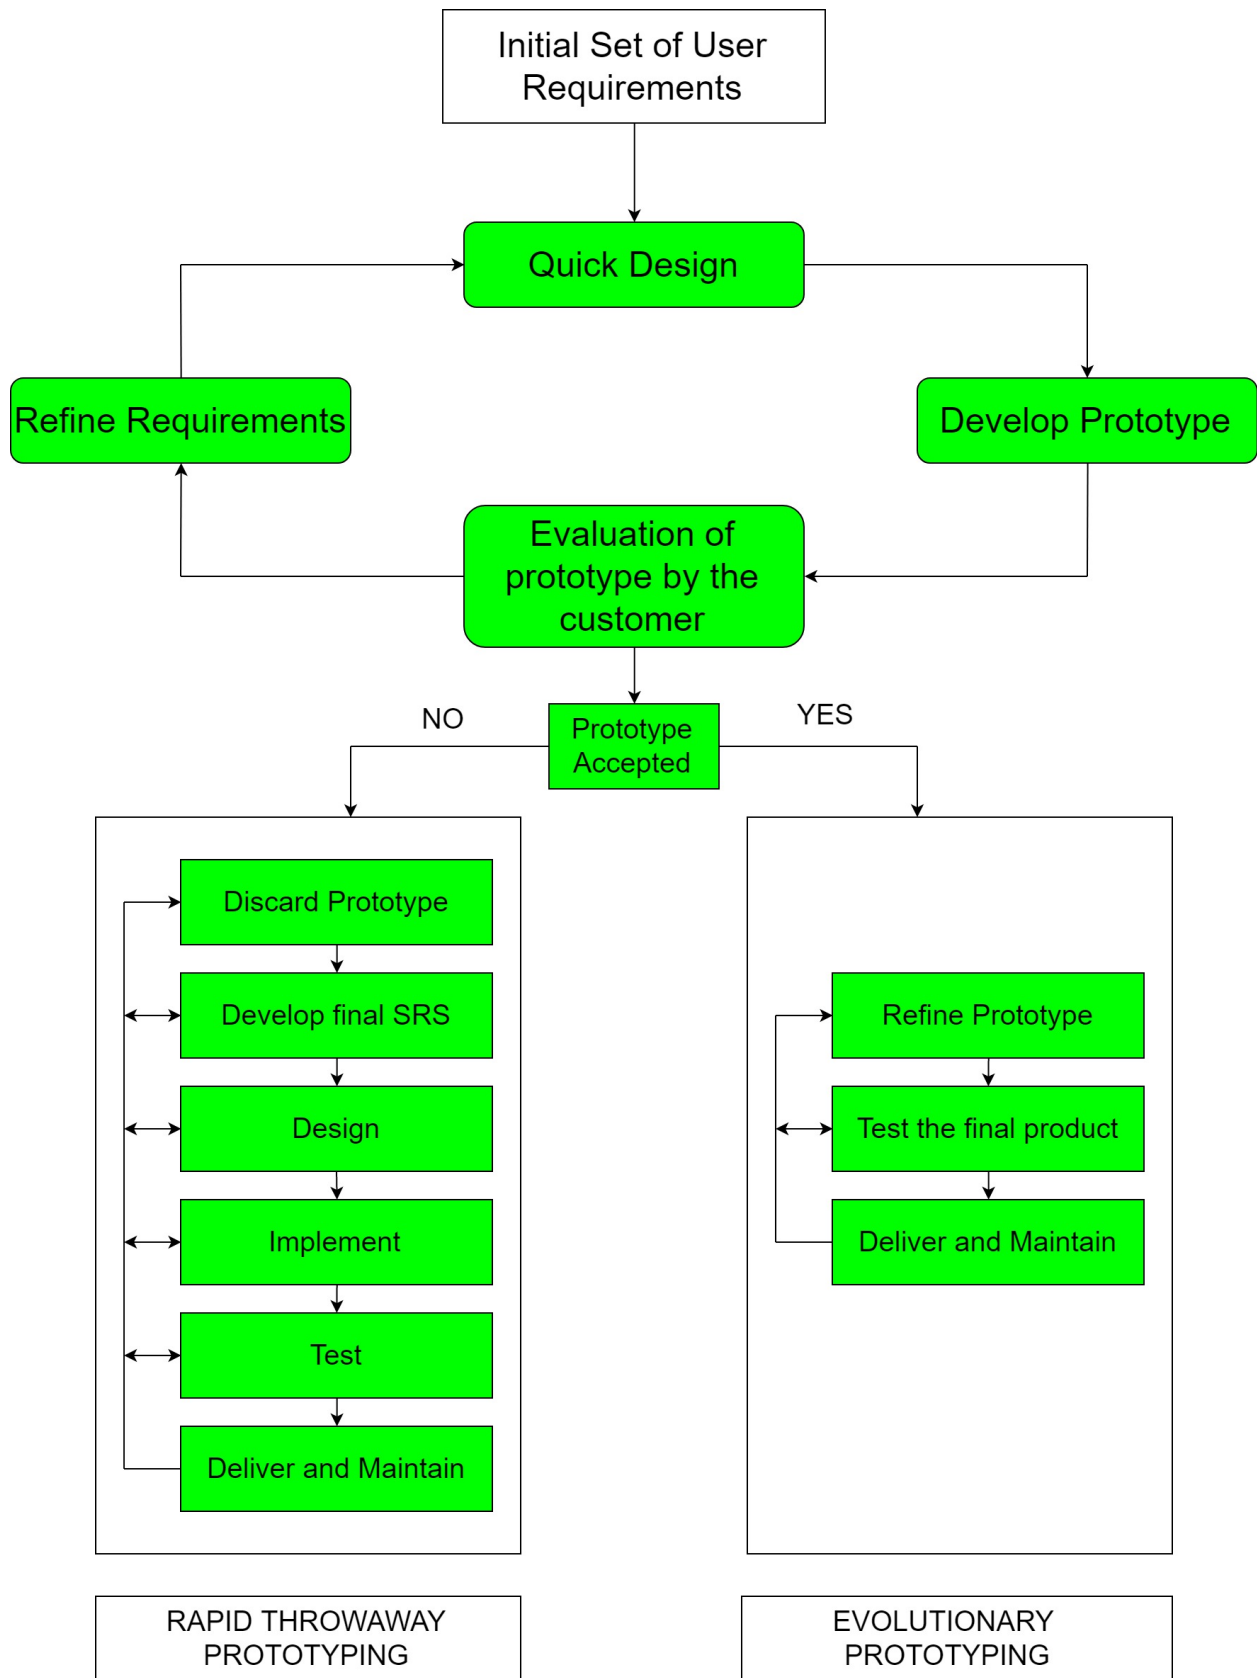 Initial Set of User
Requirements
Quick Design
Refine Requirements
Develop Prototype
Evaluation of
prototype by the
customer
NO
YES
Prototype
Accepted
Discard Prototype
Develop final SRS
Design
Implement
Test
Deliver and Maintain
Refine Prototype
Test the final product
Deliver and Maintain
RAPID THROWAWAY
PROTOTYPING
EVOLUTIONARY
PROTOTYPING